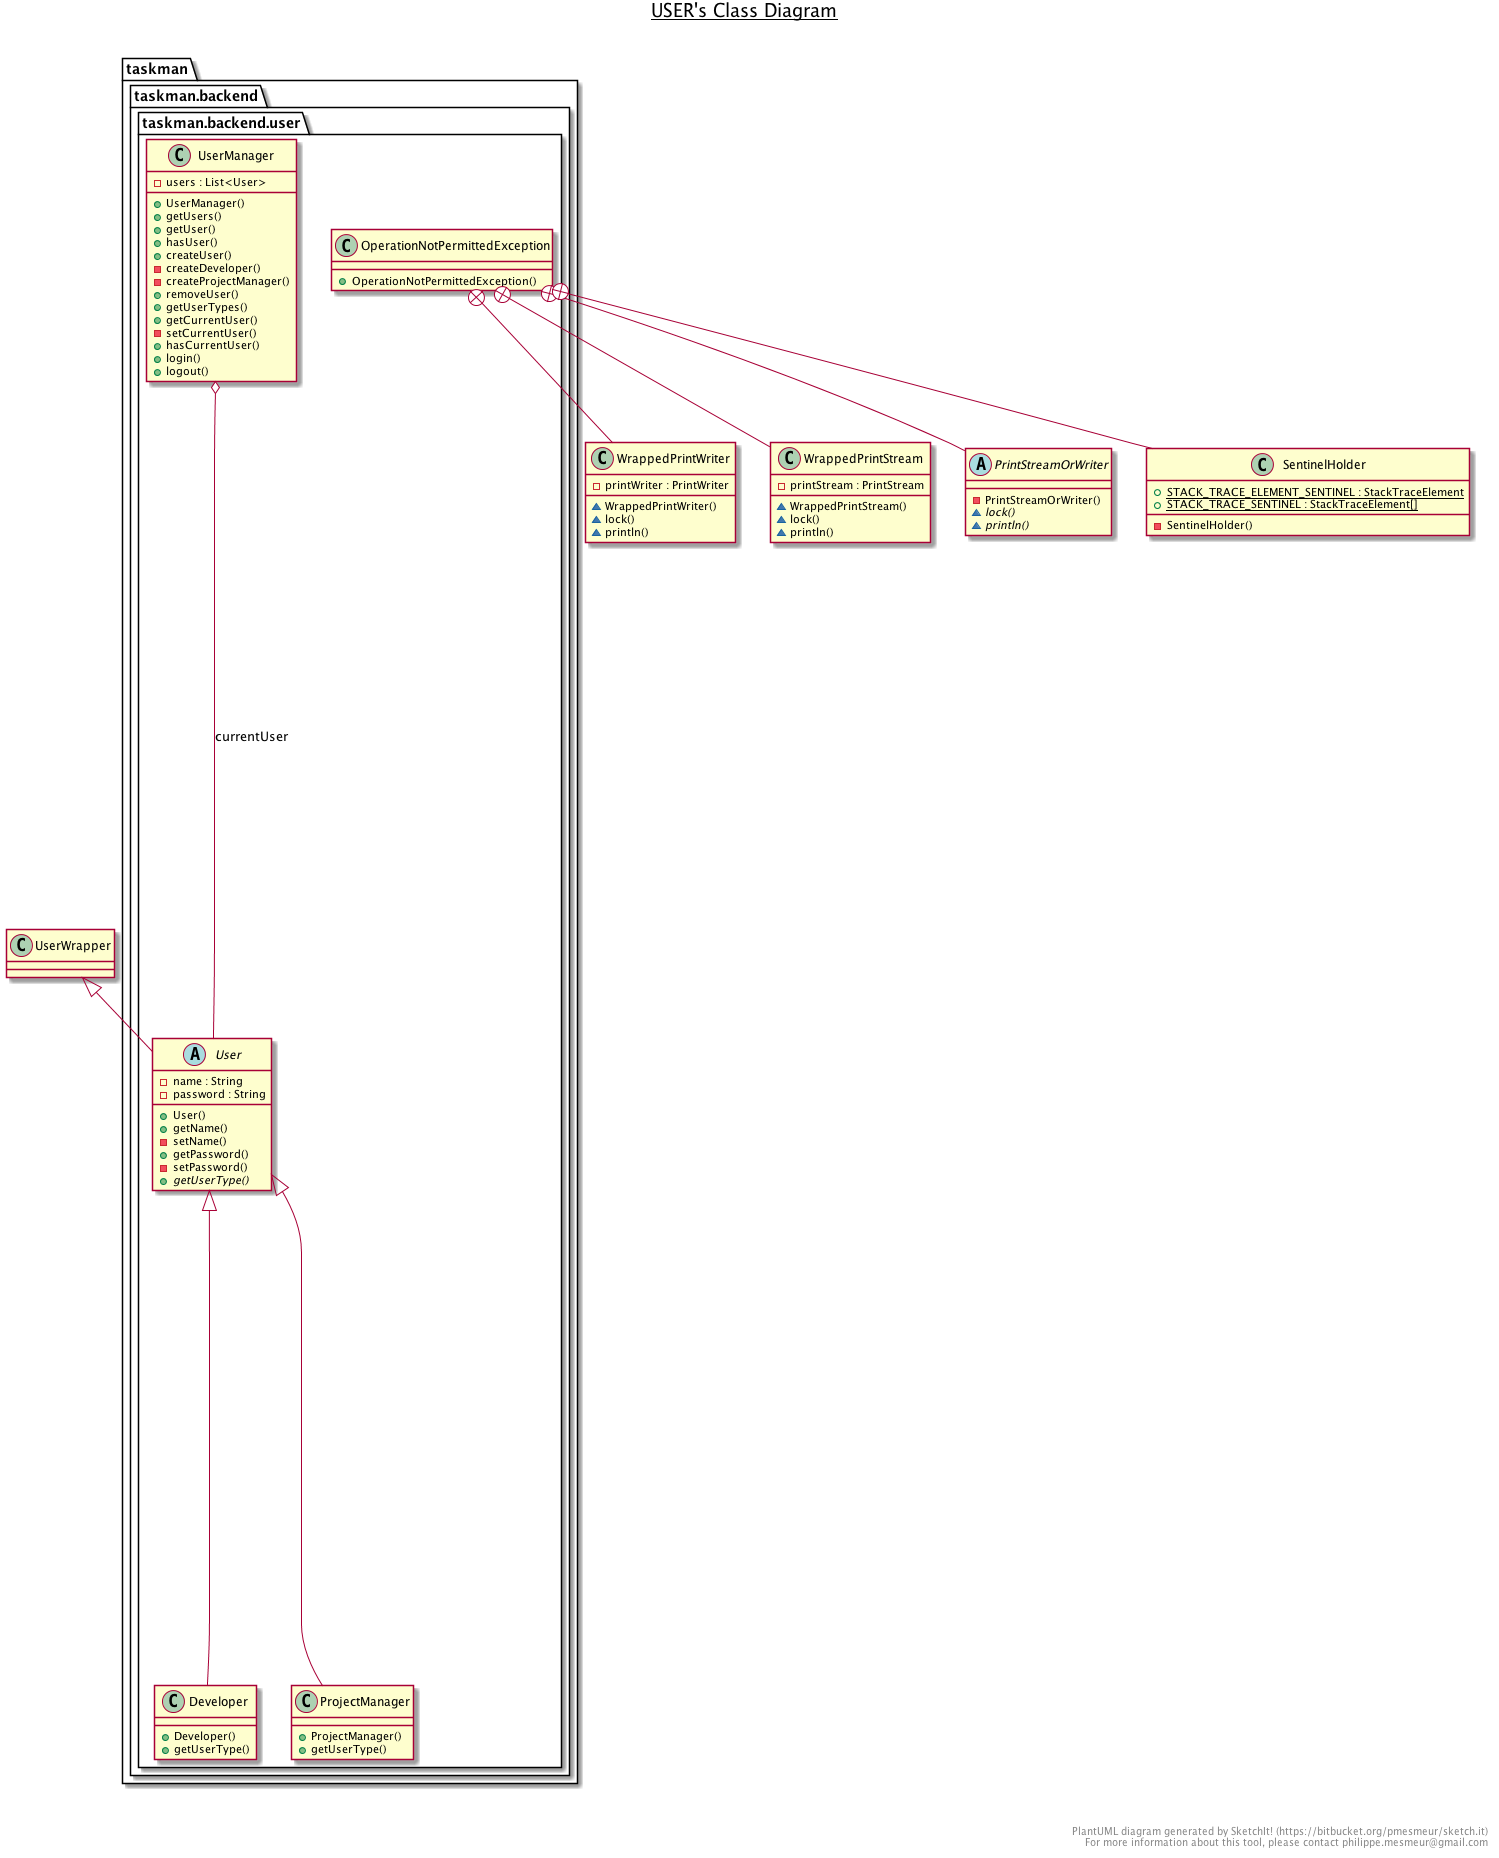 USER's Class Diagram
taskman
taskman.backend
taskman.backend.user
C UserManager
users : List<User>
UserManager()
getUsers()
getUser()
hasUser()
createUser()
createDeveloper()
createProjectManager()
removeUser()
getUserTypes()
getCurrentUser()
setCurrentUser()
hasCurrentUser()
login()
logout()
C OperationNotPermittedException
OperationNotPermittedException()
C WrappedPrintWriter
printWriter : PrintWriter
WrappedPrintWriter()
lock()
println()
C WrappedPrintStream
printStream : PrintStream
WrappedPrintStream()
lock()
println()
A PrintStreamOrWriter
PrintStreamOrWriter()
lock()
println()
C SentinelHolder
STACK_TRACE_ELEMENT_SENTINEL : StackTraceElement
STACK_TRACE_SENTINEL : StackTraceElement[]
SentinelHolder()
currentUser
C UserWrapper
A User
name : String
password : String
User()
getName()
setName()
getPassword()
setPassword()
getUserType()
C Developer
Developer()
getUserType()
C ProjectManager
ProjectManager()
getUserType()
PlantUML diagram generated by SketchIt! (https://bitbucket.org/pmesmeur/sketch.it)
For more information about this tool, please contact philippe.mesmeur@gmail.com